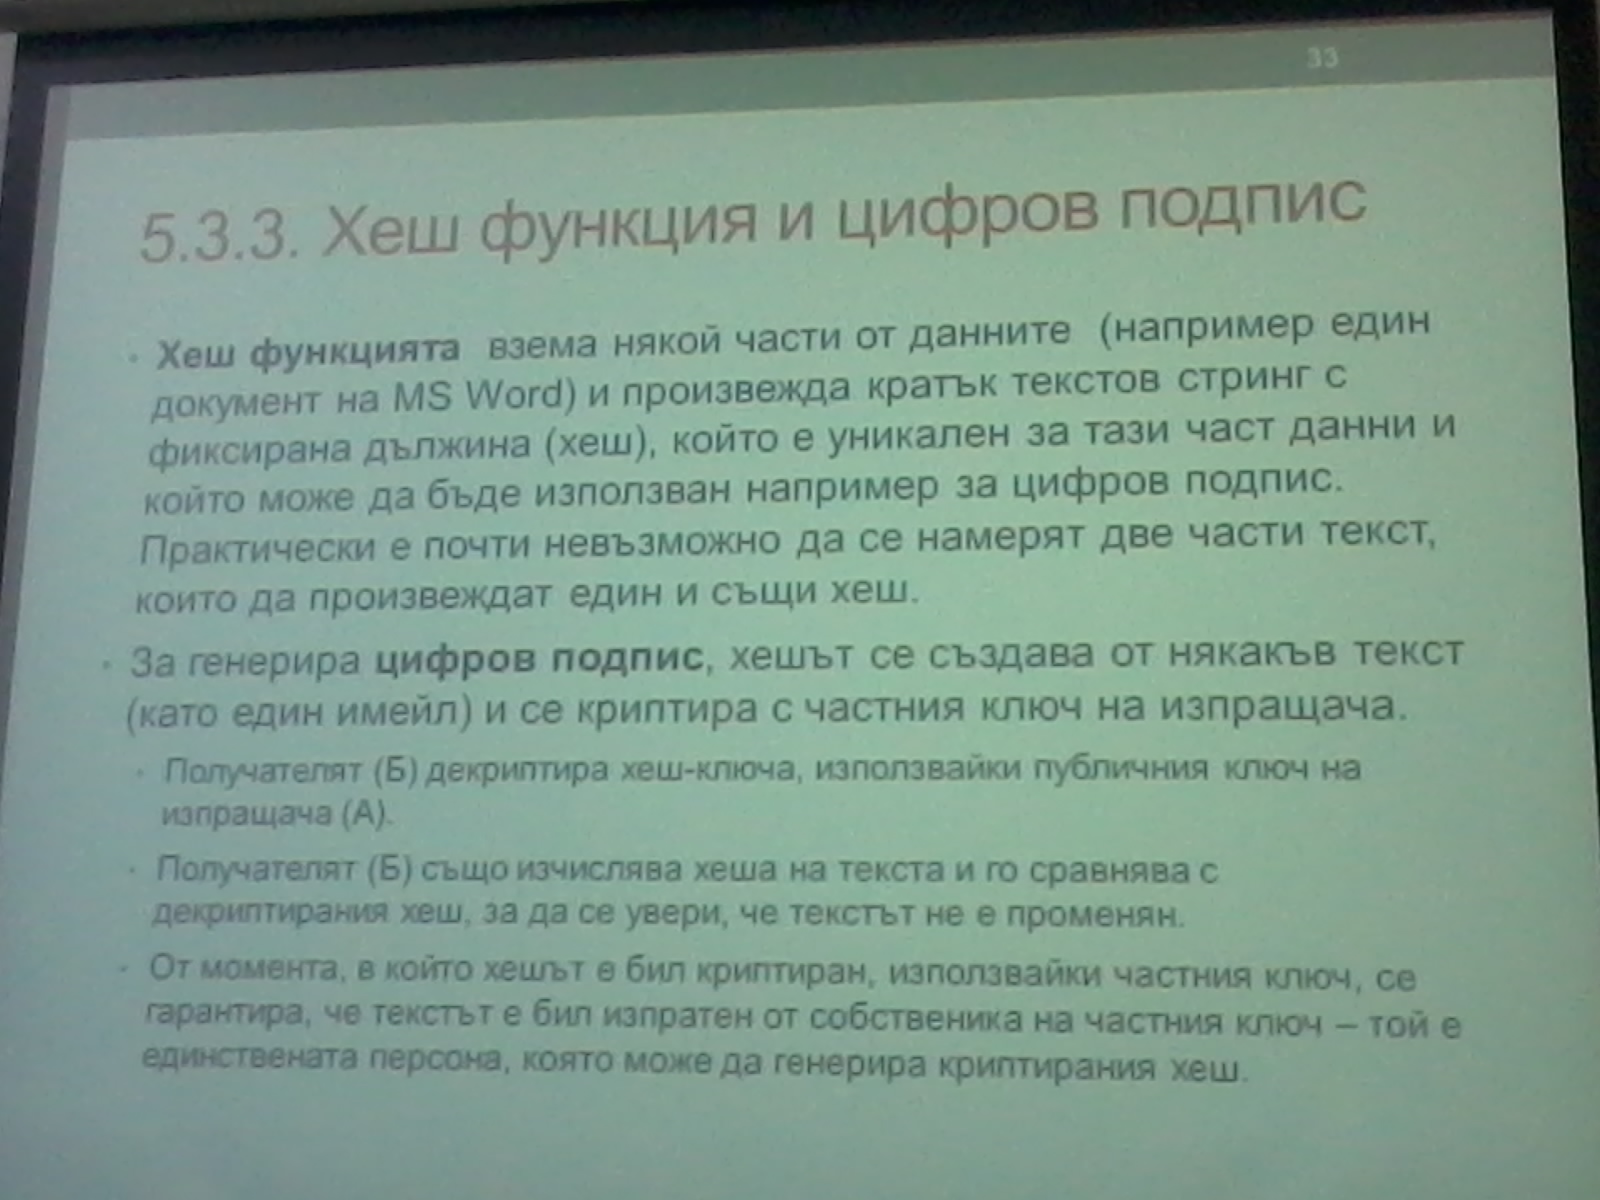 33
5.3.3. Хеш функция и цифров подпис
• Хеш функцията взема някой части от данните (например един
документ на MS Word) и произвежда кратък текстов стринг с
фиксирана дължина (хеш), който е уникален за тази част данни и
който може да бъде използван например за цифров подпис.
Практически е почти невъзможно да се намерят две части текст,
които да произвеждат един и същи хеш.
• За генерира цифров подпис, хешът се създава от някакъв текст
(като един имейл) и се криптира с частния ключ на изпращача.
• Получателят (Б) декриптира хеш-ключа, използвайки публичния ключ на
изпращача (А).
• Получателят (Б) също изчислява хеша на текста и го сравнява с
декриптирания хеш, за да се увери, че текстът не е променян.
• От момента, в който хешът е бил криптиран, използвайки частния ключ, се
гарантира, че текстът е бил изпратен от собственика на частния ключ – той е
единствената персона, която може да генерира криптирания хеш.